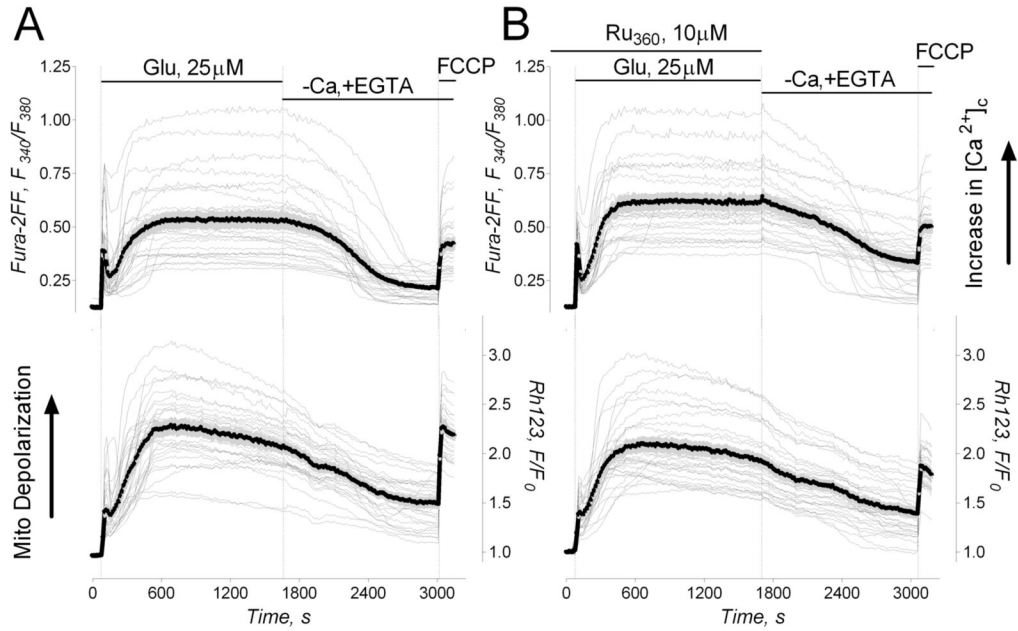 A
Glu, 25µM
FCCP
-Ca,+EGTA
1.25
1.00
0.75
0.50
0.25
Fura-2FF, F340/F380
Mito Depolarization
3.0
2.5
2.0
1.5
1.0
Rh123, F/F0
0 600 1200 1800 2400 3000
Time, s
B
Ru360, 10µM
Glu, 25µM
FCCP
-Ca,+EGTA
1.25
1.00
0.75
0.50
0.25
Fura-2FF, F340/F380
Increase in [Ca 2+]c
3.0
2.5
2.0
1.5
1.0
Rh123, F/F0
0 600 1200 1800 2400 3000
Time, s